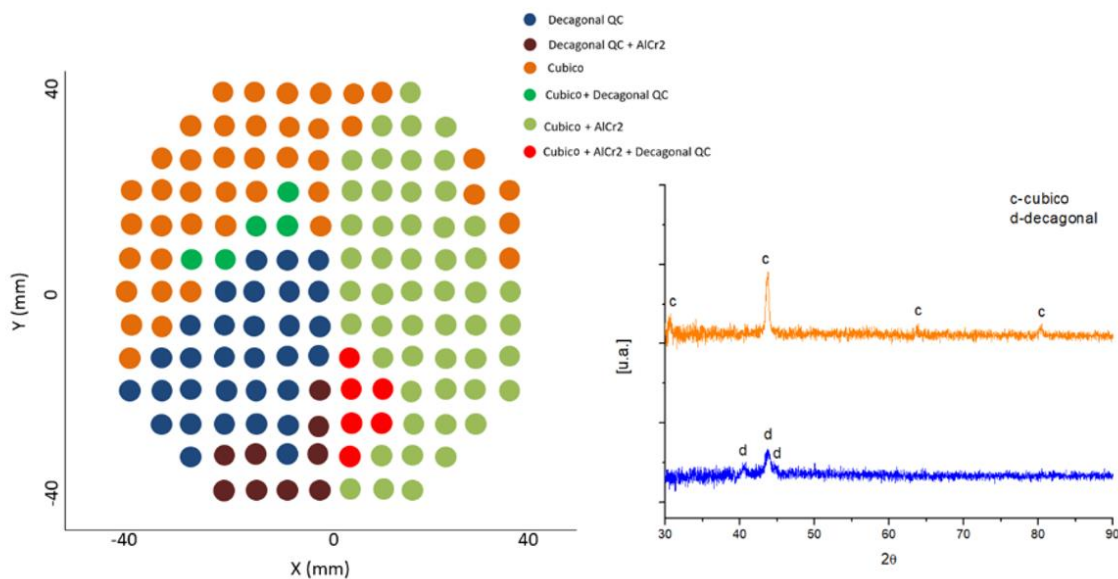 Decagonal QC
Decagonal QC + AlCr2
Cubico
Cubico+ Decagonal QC
Cubico + AlCr2
Cubico + AlCr2 + Decagonal QC
40
0
-40
Y (mm)
-40
0
40
X (mm)
c-cubico
d-decagonal
c
c
c
c
d
d
d
[u.a.]
30
40
50
60
70
80
90
2θ